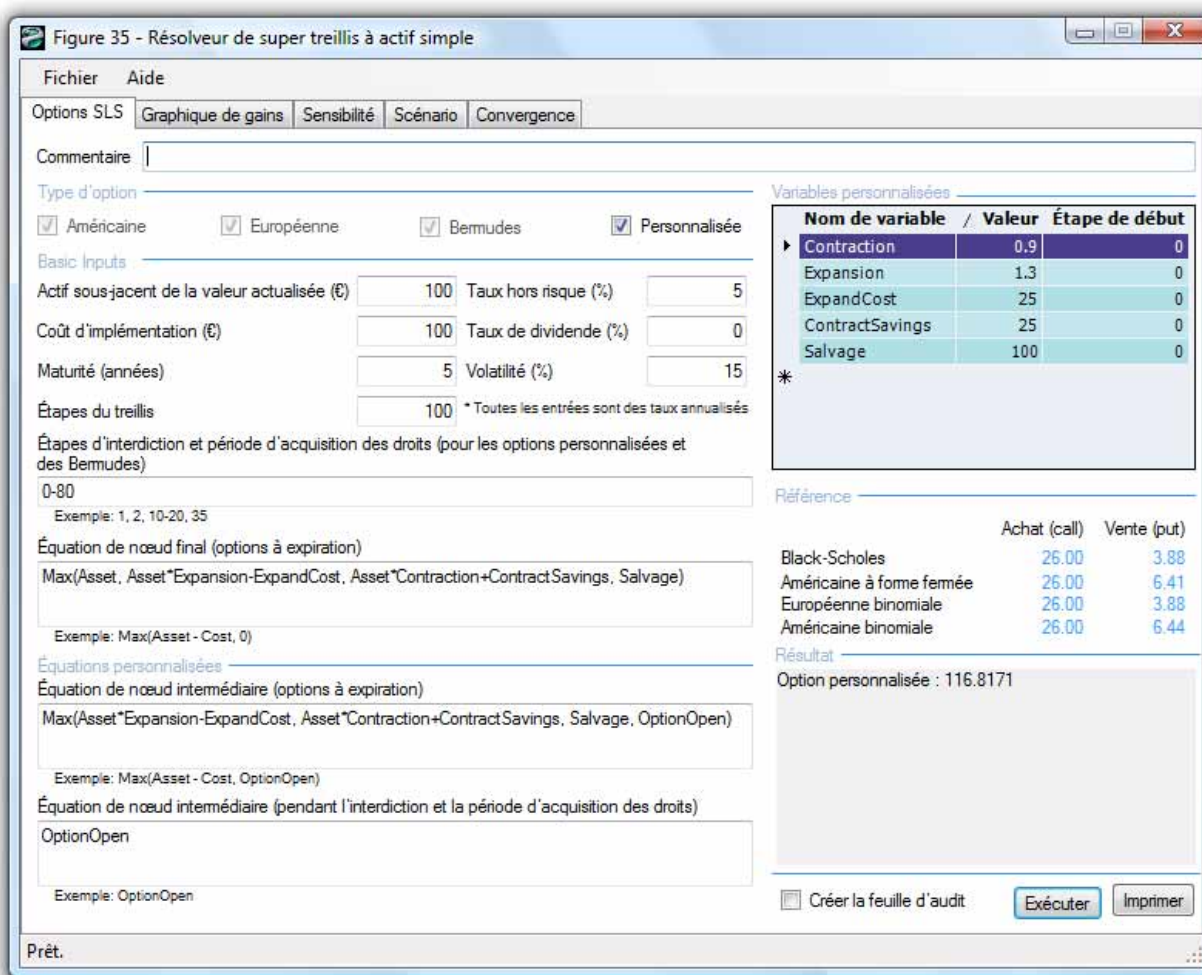 Figure 35 - Résolveur de super treillis à actif simple
Fichier Aide
Options SLS Graphique de gains Sensibilité Scénario Convergence
Commentaire
Type d'option
Américaine Européenne Bermudes Personnalisée
Basic Inputs
Actif sous-jacent de la valeur actualisée (€) 100 Taux hors risque (%) 5
Coût d'implémentation (€) 100 Taux de dividende (%) 0
Maturité (années) 5 Volatilité (%) 15
Étapes du treillis 100 * Toutes les entrées sont des taux annualisés
Étapes d'interdiction et période d'acquisition des droits (pour les options personnalisées et
des Bermudes)
0-80
Exemple: 1, 2, 10-20, 35
Équation de nœud final (options à expiration)
Max(Asset, Asset*Expansion-ExpandCost, Asset*Contraction+ContractSavings, Salvage)
Exemple: Max(Asset - Cost, 0)
Équations personnalisées
Équation de nœud intermédiaire (options à expiration)
Max(Asset*Expansion-ExpandCost, Asset*Contraction+ContractSavings, Salvage, OptionOpen)
Exemple: Max(Asset - Cost, OptionOpen)
Équation de nœud intermédiaire (pendant l'interdiction et la période d'acquisition des droits)
OptionOpen
Exemple: OptionOpen
Variables personnalisées
Nom de variable / Valeur Étape de début
Contraction 0.9 0
Expansion 1.3 0
ExpandCost 25 0
ContractSavings 25 0
Salvage 100 0
*
Référence
Achat (call) Vente (put)
Black-Scholes 26.00 3.88
Américaine à forme fermée 26.00 6.41
Européenne binomiale 26.00 3.88
Américaine binomiale 26.00 6.44
Résultat
Option personnalisée : 116.8171
Créer la feuille d'audit Exécuter Imprimer
Prêt.